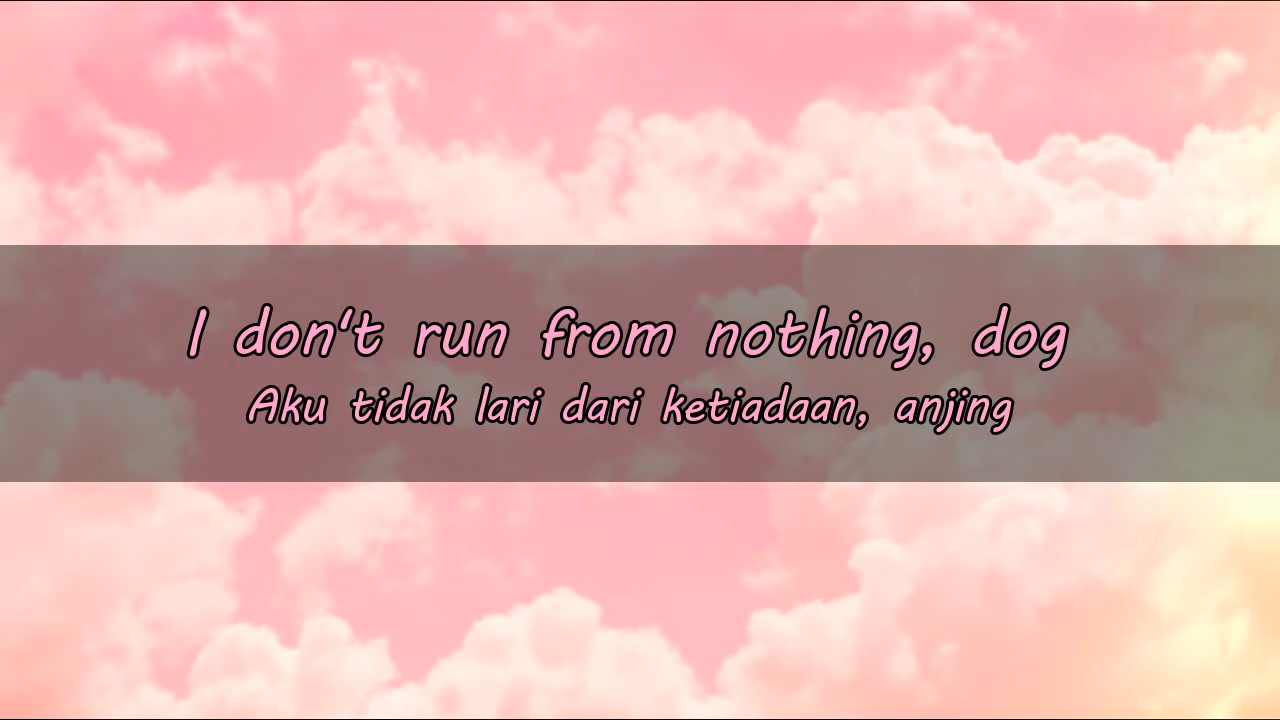 I don't run from nothing, dog
Aku tidak lari dari ketiadaan, anjing